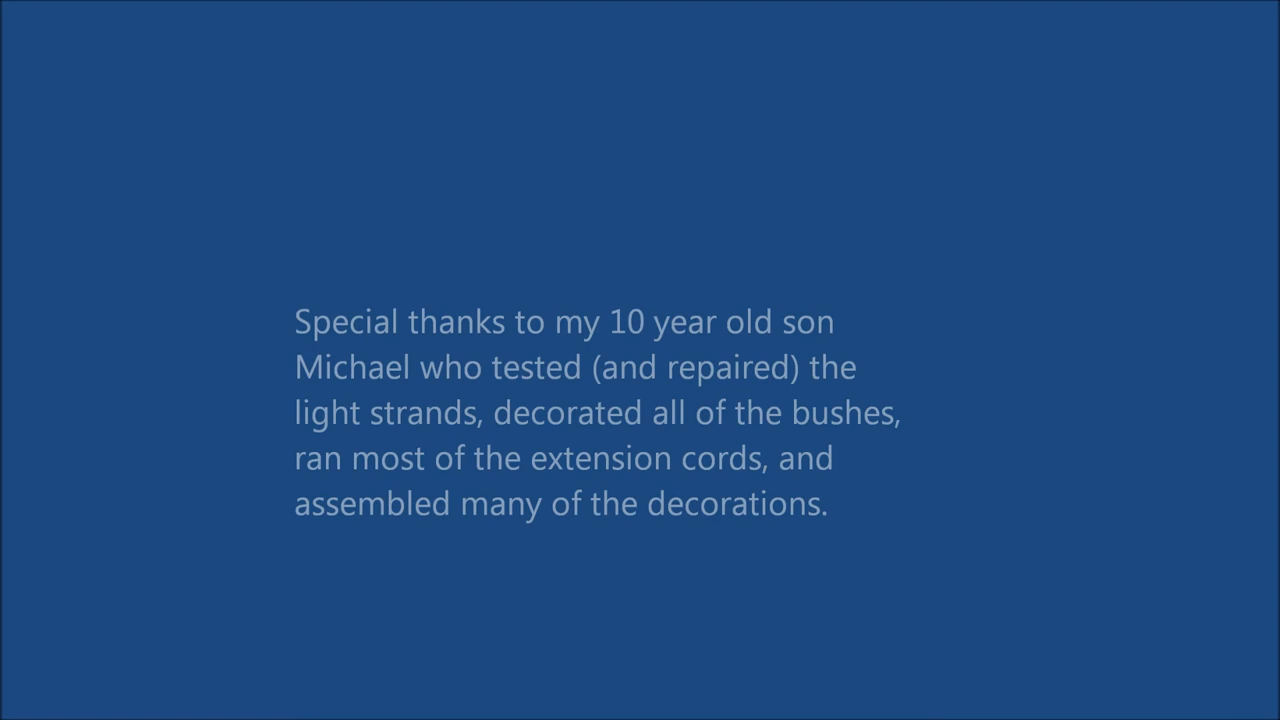 Special thanks to my 10 year old son
Michael who tested (and repaired) the
light strands, decorated all of the bushes,
ran most of the extension cords, and
assembled many of the decorations.